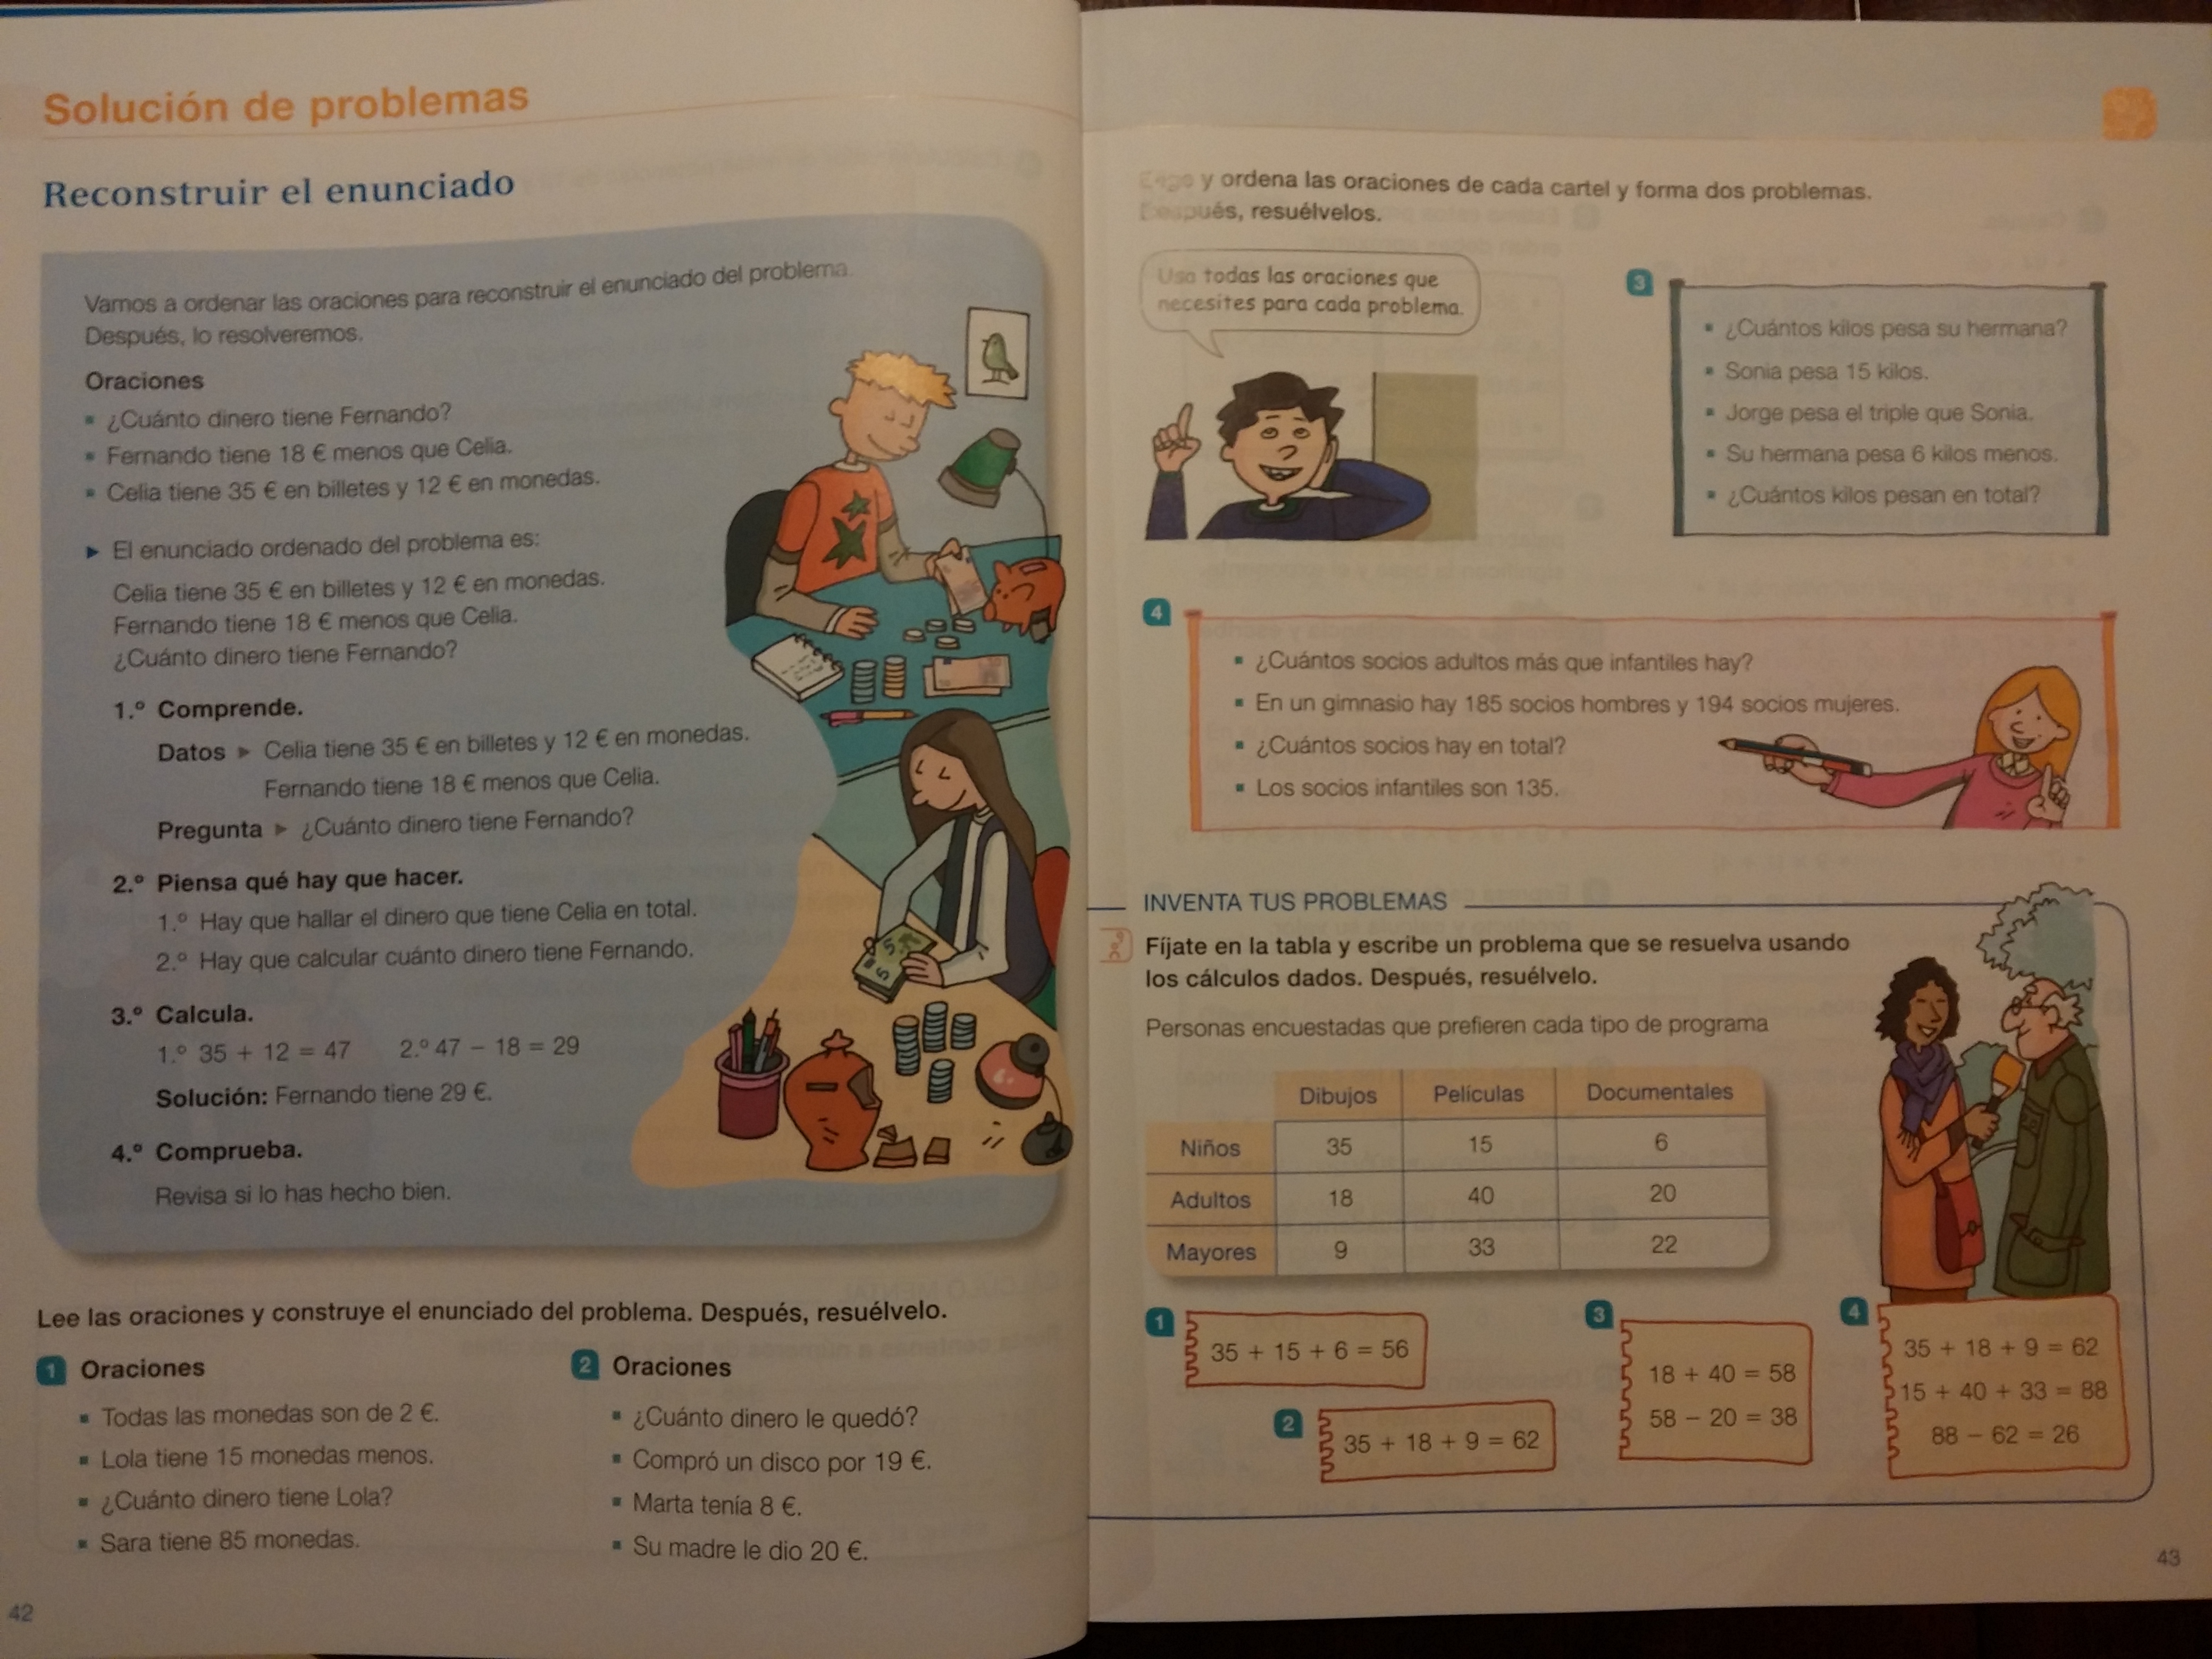 Solución de problemas
Reconstruir el enunciado
Vamos a ordenar las oraciones para reconstruir el enunciado del problema.
Después, lo resolveremos.
Oraciones
▪ ¿Cuánto dinero tiene Fernando?
▪ Fernando tiene 18 € menos que Celia.
▪ Celia tiene 35 € en billetes y 12 € en monedas.
► El enunciado ordenado del problema es:
Celia tiene 35 € en billetes y 12 € en monedas.
Fernando tiene 18 € menos que Celia.
¿Cuánto dinero tiene Fernando?
1.º Comprende.
Datos ► Celia tiene 35 € en billetes y 12 € en monedas.
Fernando tiene 18 € menos que Celia.
Pregunta ► ¿Cuánto dinero tiene Fernando?
2.º Piensa qué hay que hacer.
1.º Hay que hallar el dinero que tiene Celia en total.
2.º Hay que calcular cuánto dinero tiene Fernando.
3.º Calcula.
1.º 35 + 12 = 47 2.º 47 − 18 = 29
Solución: Fernando tiene 29 €.
4.º Comprueba.
Revisa si lo has hecho bien.
5
5
Lee las oraciones y construye el enunciado del problema. Después, resuélvelo.
1 Oraciones
▪ Todas las monedas son de 2 €.
▪ Lola tiene 15 monedas menos.
▪ ¿Cuánto dinero tiene Lola?
▪ Sara tiene 85 monedas.
2 Oraciones
▪ ¿Cuánto dinero le quedó?
▪ Compró un disco por 19 €.
▪ Marta tenía 8 €.
▪ Su madre le dio 20 €.
42
y ordena las oraciones de cada cartel y forma dos problemas.
Después, resuélvelos.
Usa todas las oraciones que
necesites para cada problema.
3
▪ ¿Cuántos kilos pesa su hermana?
▪ Sonia pesa 15 kilos.
▪ Jorge pesa el triple que Sonia.
▪ Su hermana pesa 6 kilos menos.
▪ ¿Cuántos kilos pesan en total?
4
▪ ¿Cuántos socios adultos más que infantiles hay?
▪ En un gimnasio hay 185 socios hombres y 194 socios mujeres.
▪ ¿Cuántos socios hay en total?
▪ Los socios infantiles son 135.
INVENTA TUS PROBLEMAS
Fíjate en la tabla y escribe un problema que se resuelva usando
los cálculos dados. Después, resuélvelo.
Personas encuestadas que prefieren cada tipo de programa
Dibujos Películas Documentales
Niños 35 15 6
Adultos 18 40 20
Mayores 9 33 22
1
35 + 15 + 6 = 56
2
35 + 18 + 9 = 62
3
18 + 40 = 58
58 − 20 = 38
4
35 + 18 + 9 = 62
15 + 40 + 33 = 88
88 − 62 = 26
43